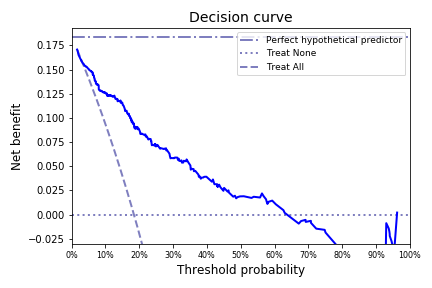 Decision curve
Perfect hypothetical predictor
Treat None
Treat All
0.175
0.150
0.125
0.100
0.075
0.050
0.025
0.000
−0.025
Net benefit
0% 10% 20% 30% 40% 50% 60% 70% 80% 90% 100%
Threshold probability